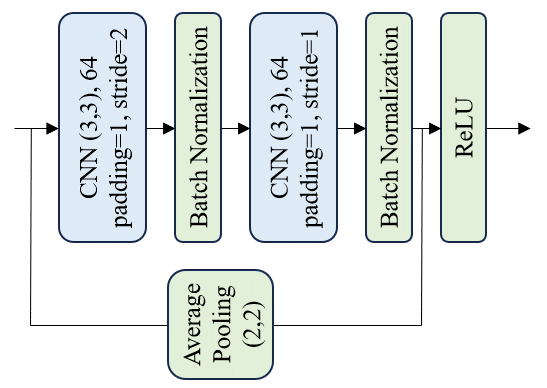 CNN (3,3), 64
padding=1, stride=2
Batch Nornalization
CNN (3,3), 64
padding=1, stride=1
Batch Nornalization
ReLU
Average
Pooling
(2,2)